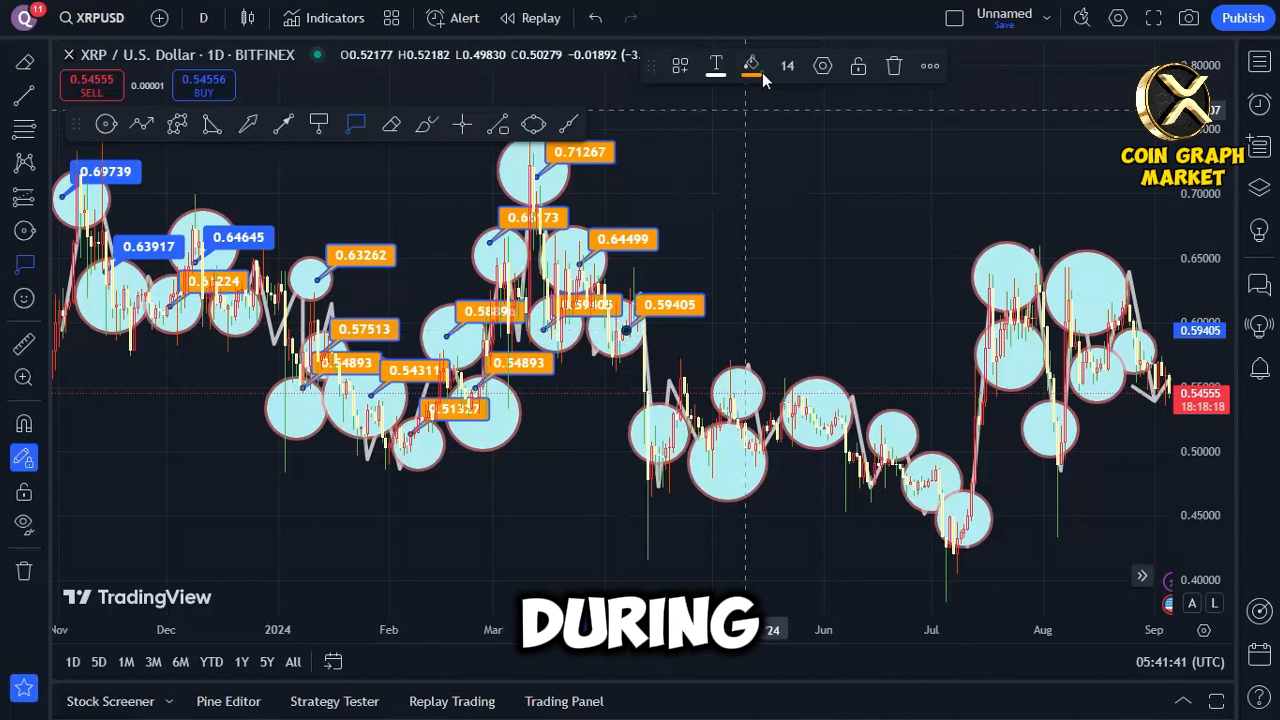 Q 11 XRPUSD D Indicators Alert Replay Unnamed Save Publish
XRP / U.S. Dollar · 1D · BITFINEX O0.52177 H0.52182 L0.49830 C0.50279 −0.01892 (−3.
0.54555 SELL 0.00001 0.54556 BUY
T 14
COIN GRAPH
MARKET
0.69739
0.63917
0.64645
0.63262
0.57513
0.54893
0.54311
0.51327
0.54893
0.71267
0.64499
0.59405
0.59405
0.80000
0.70000
0.65000
0.60000
0.59405
0.55000
0.54555
18:18:18
0.50000
0.45000
0.40000
TradingView
DURING
A L
Nov Dec 2024 Feb Mar '24 Jun Jul Aug Sep
1D 5D 1M 3M 6M YTD 1Y 5Y All 05:41:41 (UTC)
Stock Screener Pine Editor Strategy Tester Replay Trading Trading Panel